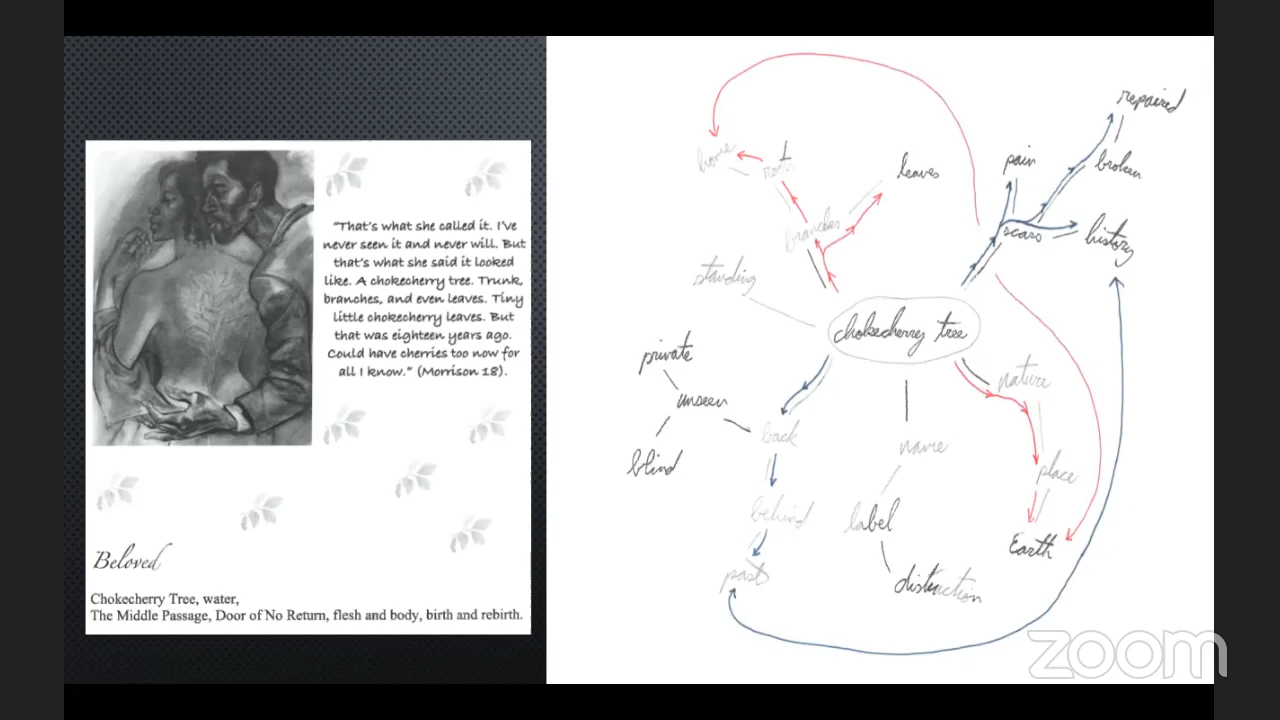 "That's what she called it. I've
never seen it and never will. But
that's what she said it looked
like. A chokecherry tree. Trunk,
branches, and even leaves. Tiny
little chokecherry leaves. But
that was eighteen years ago.
Could have cherries too now for
all I know." (Morrison 18).
Beloved
Chokecherry Tree, water,
The Middle Passage, Door of No Return, flesh and body, birth and rebirth.
repaired
home
roots
leaves
pain
broken
branches
scars
history
standing
chokecherry tree
private
unseen
blind
back
nature
name
place
behind
label
Earth
past
distinction
zoom